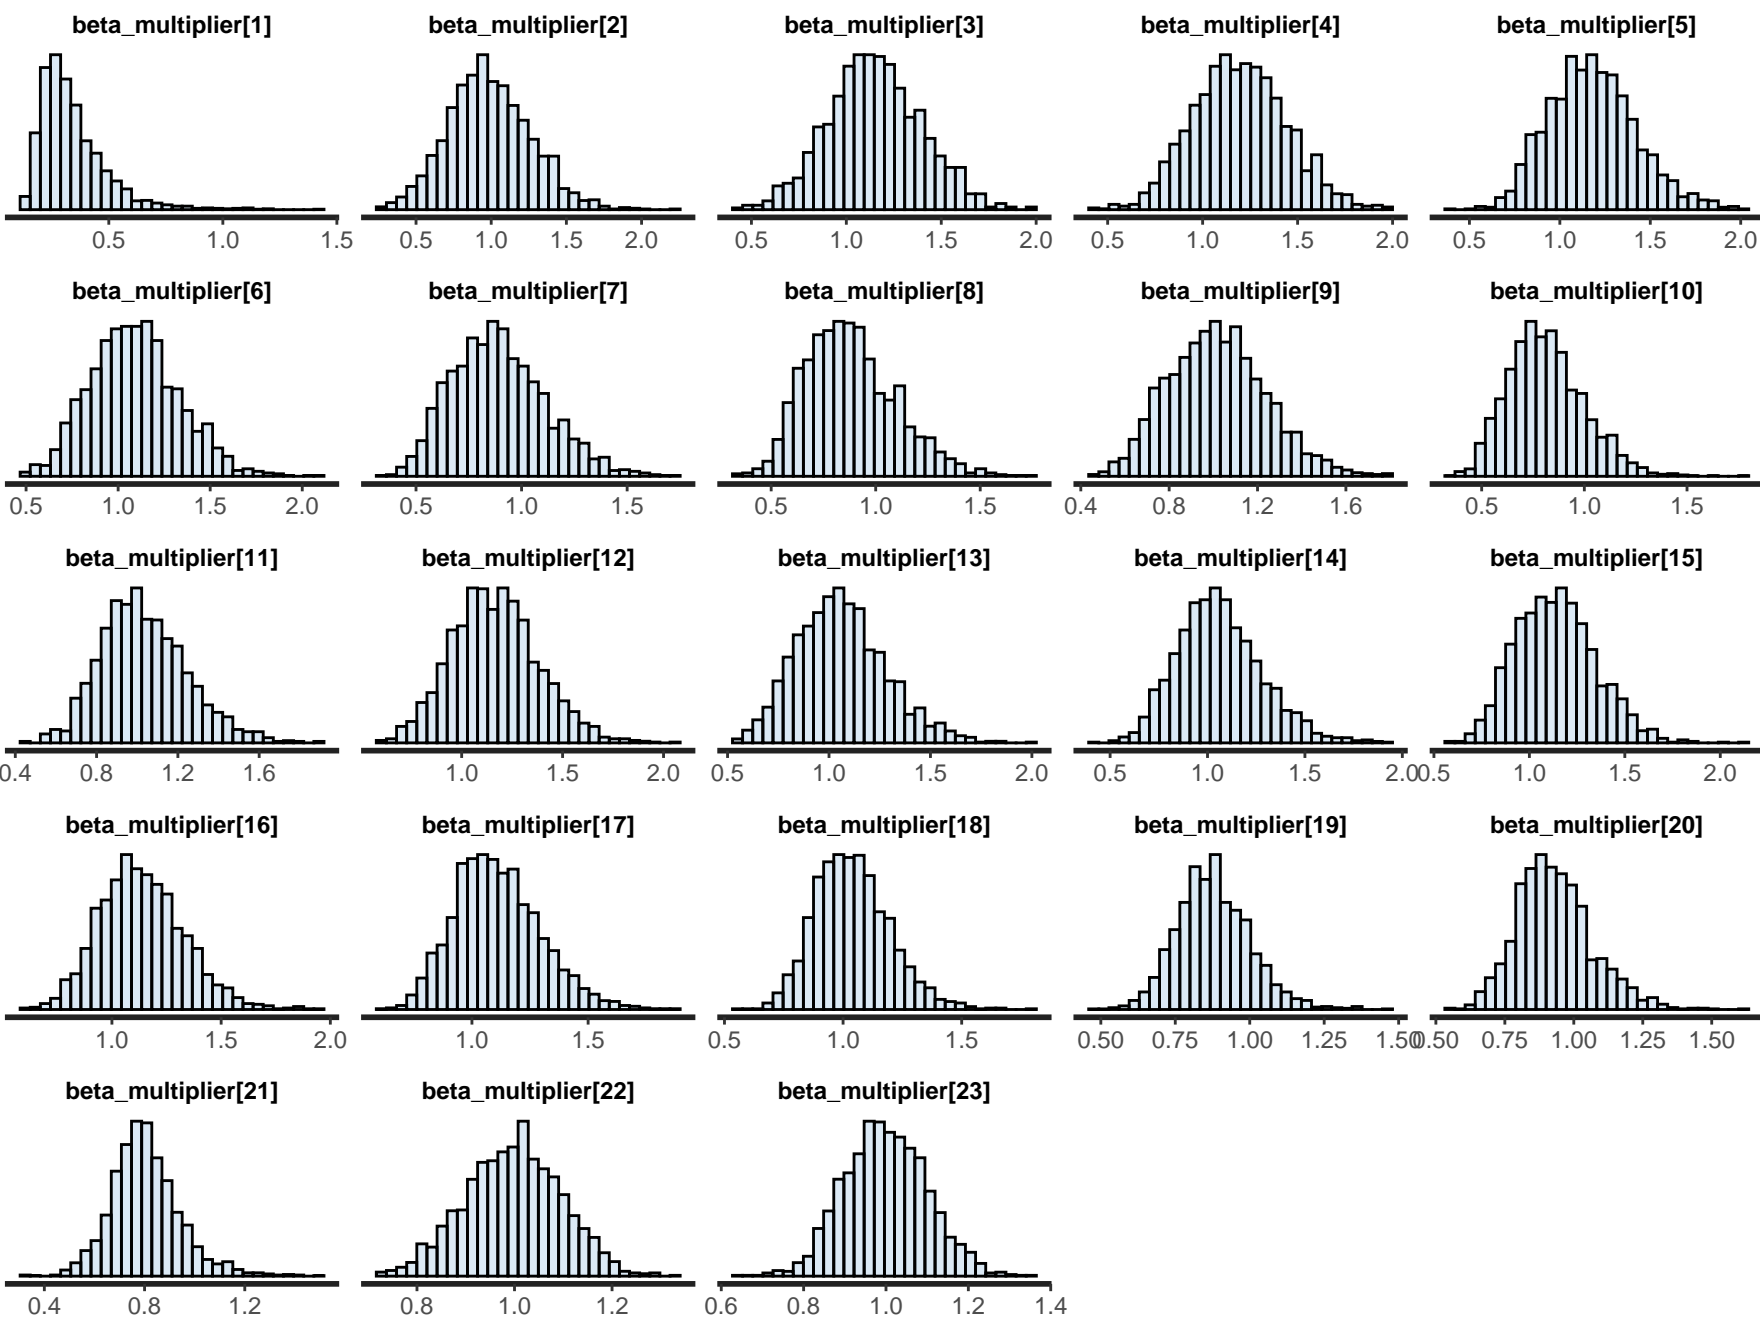 beta_multiplier[1] beta_multiplier[2] beta_multiplier[3] beta_multiplier[4] beta_multiplier[5]
0.5 1.0 1.5 0.5 1.0 1.5 2.0 0.5 1.0 1.5 2.0 0.5 1.0 1.5 2.0 0.5 1.0 1.5 2.0
beta_multiplier[6] beta_multiplier[7] beta_multiplier[8] beta_multiplier[9] beta_multiplier[10]
0.5 1.0 1.5 2.0 0.5 1.0 1.5 0.5 1.0 1.5 0.4 0.8 1.2 1.6 0.5 1.0 1.5
beta_multiplier[11] beta_multiplier[12] beta_multiplier[13] beta_multiplier[14] beta_multiplier[15]
0.4 0.8 1.2 1.6 1.0 1.5 2.0 0.5 1.0 1.5 2.0 0.5 1.0 1.5 2.0 0.5 1.0 1.5 2.0
beta_multiplier[16] beta_multiplier[17] beta_multiplier[18] beta_multiplier[19] beta_multiplier[20]
1.0 1.5 2.0 1.0 1.5 0.5 1.0 1.5 0.50 0.75 1.00 1.25 1.50 0.50 0.75 1.00 1.25 1.50
beta_multiplier[21] beta_multiplier[22] beta_multiplier[23]
0.4 0.8 1.2 0.8 1.0 1.2 0.6 0.8 1.0 1.2 1.4